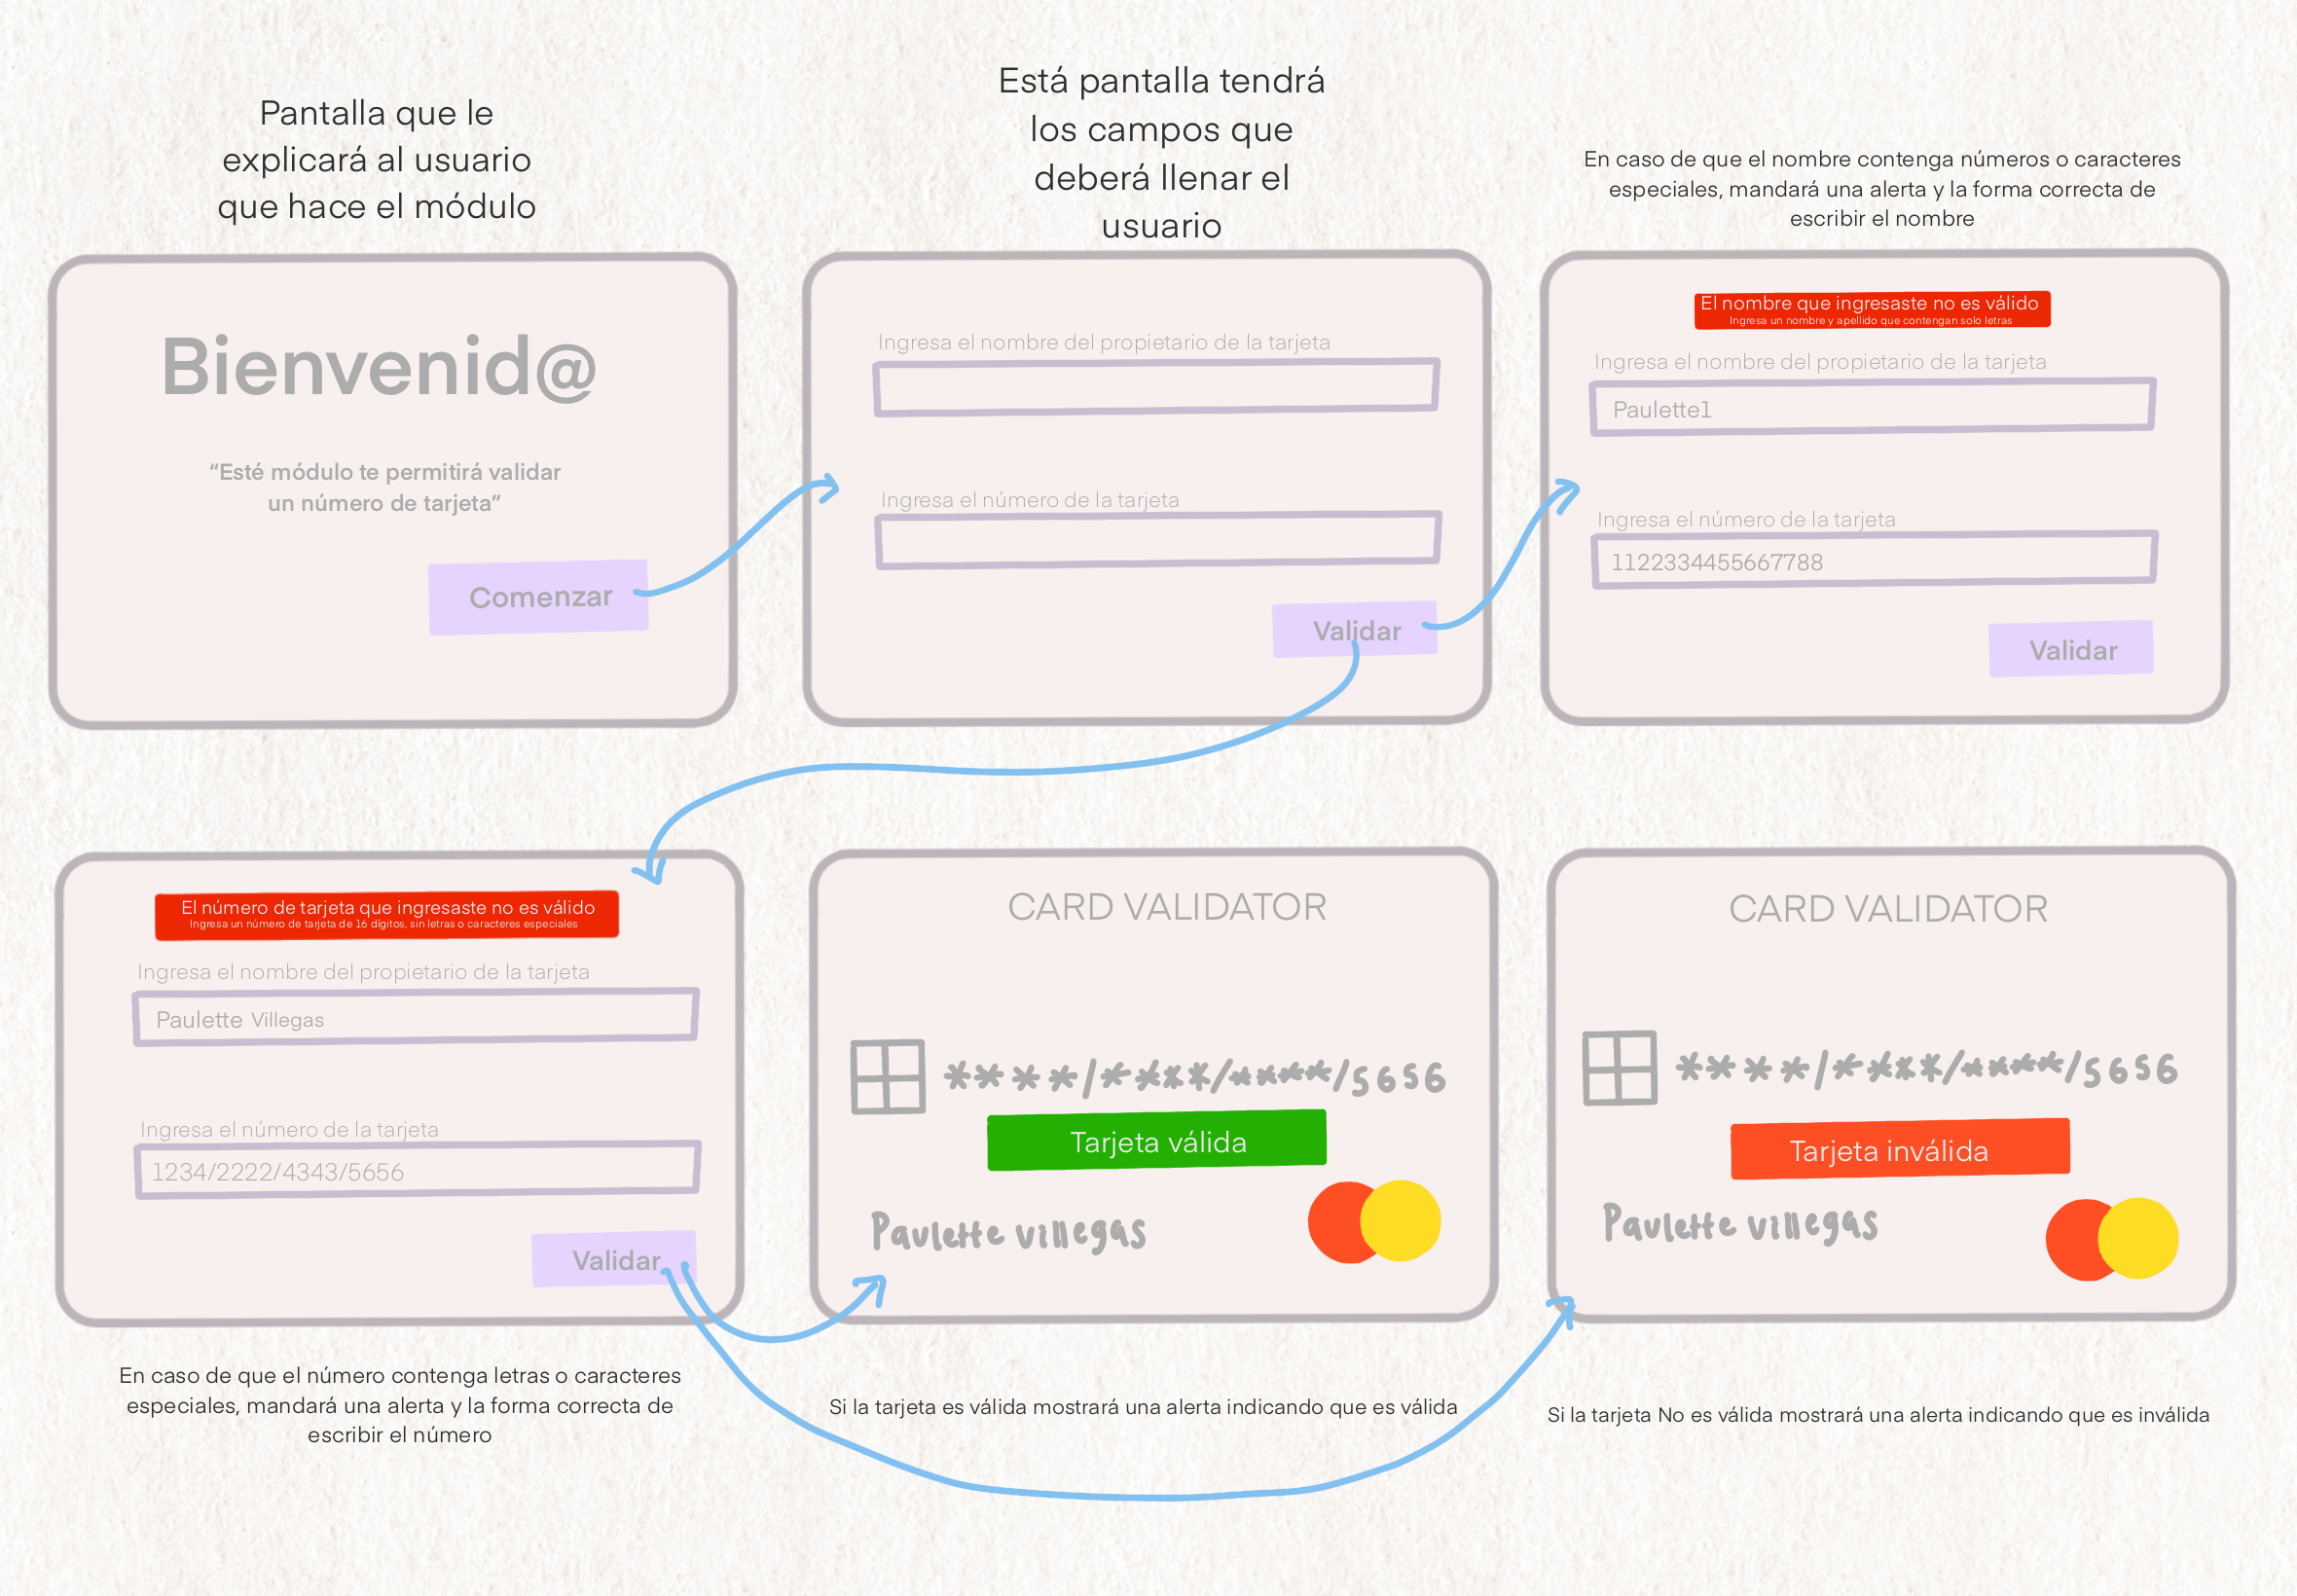 Pantalla que le
explicará al usuario
que hace el módulo
Bienvenid@
“Esté módulo te permitirá validar
un número de tarjeta”
Comenzar
Está pantalla tendrá
los campos que
deberá llenar el
usuario
Ingresa el nombre del propietario de la tarjeta
Ingresa el número de la tarjeta
Validar
En caso de que el nombre contenga números o caracteres
especiales, mandará una alerta y la forma correcta de
escribir el nombre
El nombre que ingresaste no es válido
Ingresa un nombre y apellido que contengan solo letras
Ingresa el nombre del propietario de la tarjeta
Paulette1
Ingresa el número de la tarjeta
1122334455667788
Validar
El número de tarjeta que ingresaste no es válido
Ingresa un número de tarjeta de 16 dígitos, sin letras o caracteres especiales
Ingresa el nombre del propietario de la tarjeta
Paulette Villegas
Ingresa el número de la tarjeta
1234/2222/4343/5656
Validar
En caso de que el número contenga letras o caracteres
especiales, mandará una alerta y la forma correcta de
escribir el número
CARD VALIDATOR
****/****/****/5656
Tarjeta válida
Paulette villegas
Si la tarjeta es válida mostrará una alerta indicando que es válida
CARD VALIDATOR
****/****/****/5656
Tarjeta inválida
Paulette villegas
Si la tarjeta No es válida mostrará una alerta indicando que es inválida